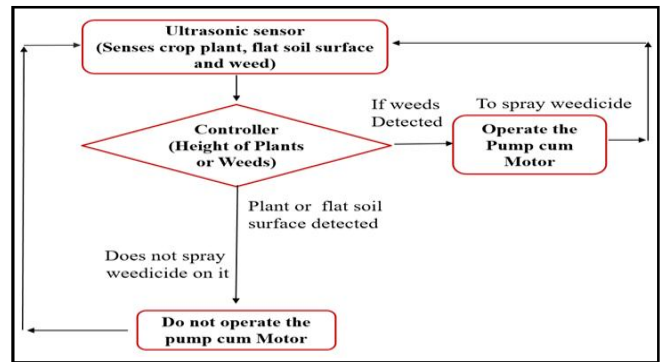 Ultrasonic sensor
(Senses crop plant, flat soil surface
and weed)
If weeds
Detected
To spray weedicide
Controller
(Height of Plants
or Weeds)
Operate the
Pump cum
Motor
Plant or flat soil
surface detected
Does not spray
weedicide on it
Do not operate the
pump cum Motor